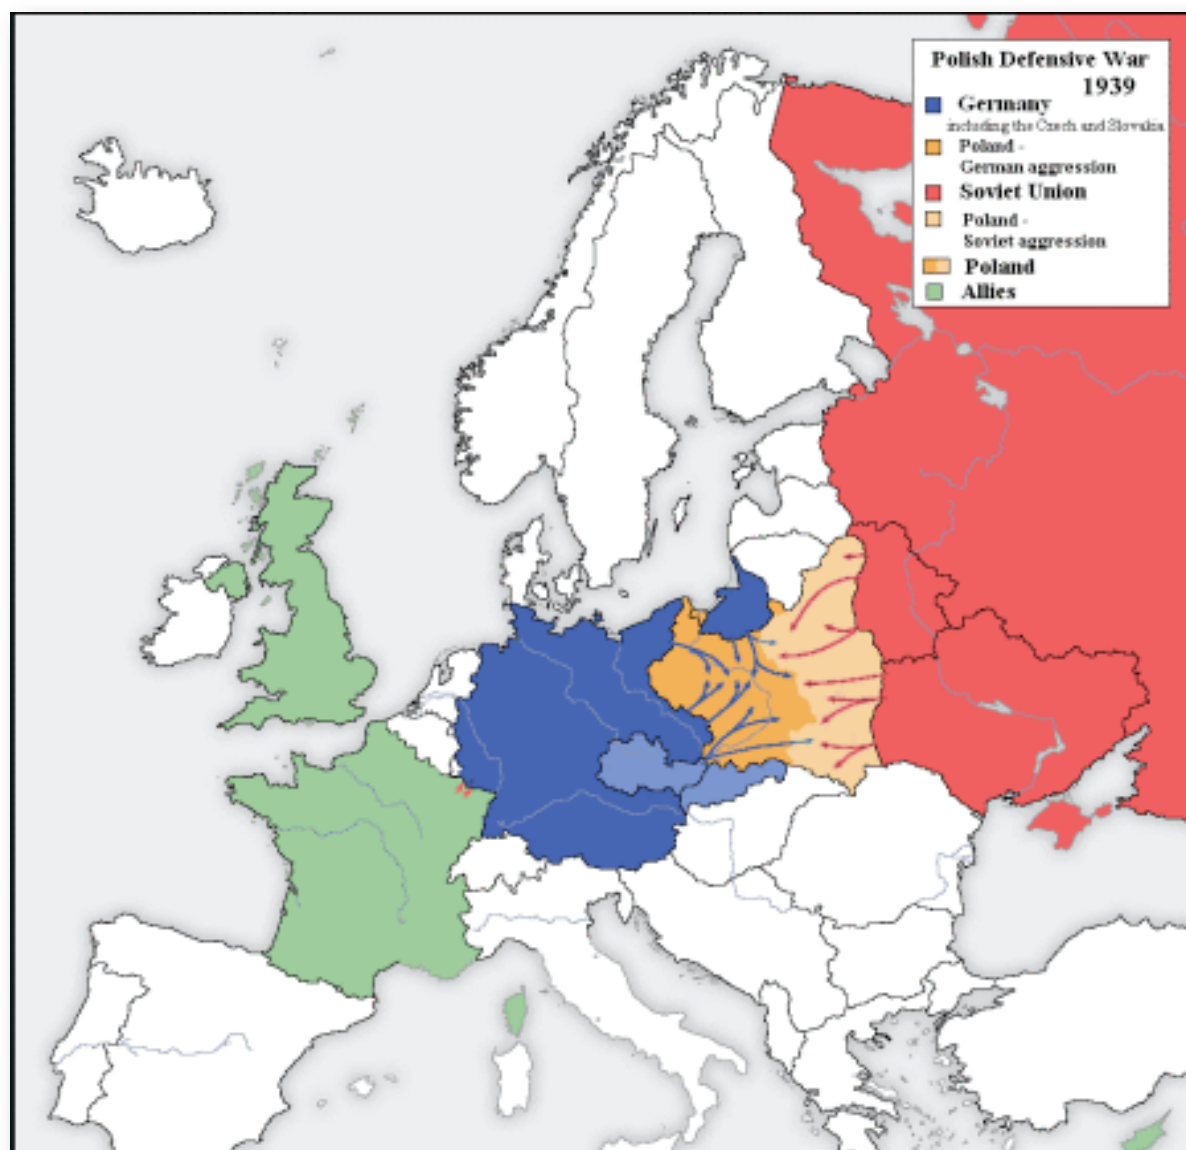 Polish Defensive War
1939
Germany
including the Czech and Slovakia
Poland -
German aggression
Soviet Union
Poland -
Soviet aggression
Poland
Allies